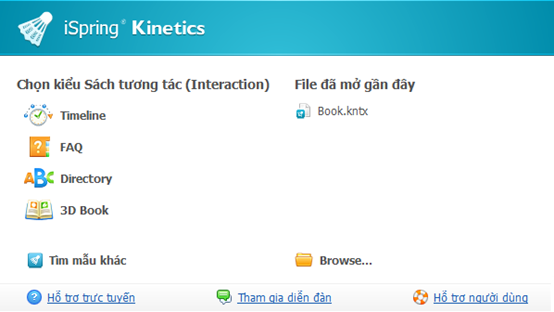 iSpring® Kinetics
Chọn kiểu Sách tương tác (Interaction)
Timeline
FAQ
Directory
3D Book
Tìm mẫu khác
File đã mở gần đây
Book.kntx
Browse...
Hỗ trợ trực tuyến
Tham gia diễn đàn
Hỗ trợ người dùng